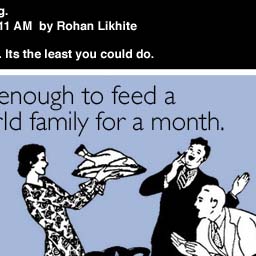 g.
11 AM by Rohan Likhite
. Its the least you could do.
enough to feed a
rld family for a month.